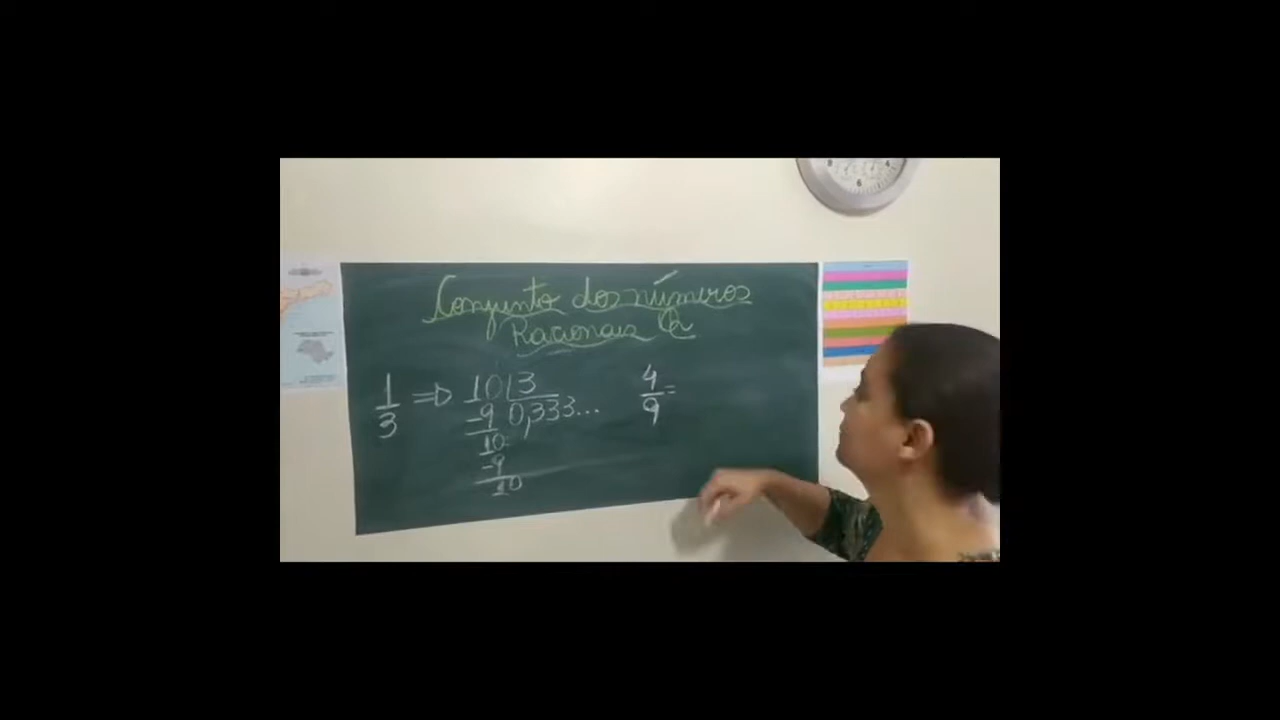 Conjunto dos números
Racionais Q
1/3 ⇒ 10 | 3
-9 0,333...
10
-9
10
4/9 =